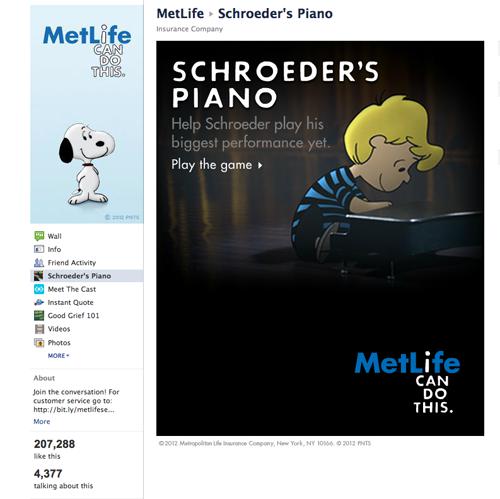 MetLife
CAN
DO
THIS.
© 2012 PNTS
Wall
Info
Friend Activity
Schroeder's Piano
Meet The Cast
Instant Quote
Good Grief 101
Videos
Photos
MORE
About
Join the conversation! For
customer service go to:
http://bit.ly/metlifese...
More
207,288
like this
4,377
talking about this
MetLife ▸ Schroeder's Piano
Insurance Company
SCHROEDER'S
PIANO
Help Schroeder play his
biggest performance yet.
Play the game
MetLife
CAN
DO
THIS.
©2012 Metropolitan Life Insurance Company, New York, NY 10166. © 2012 PNTS